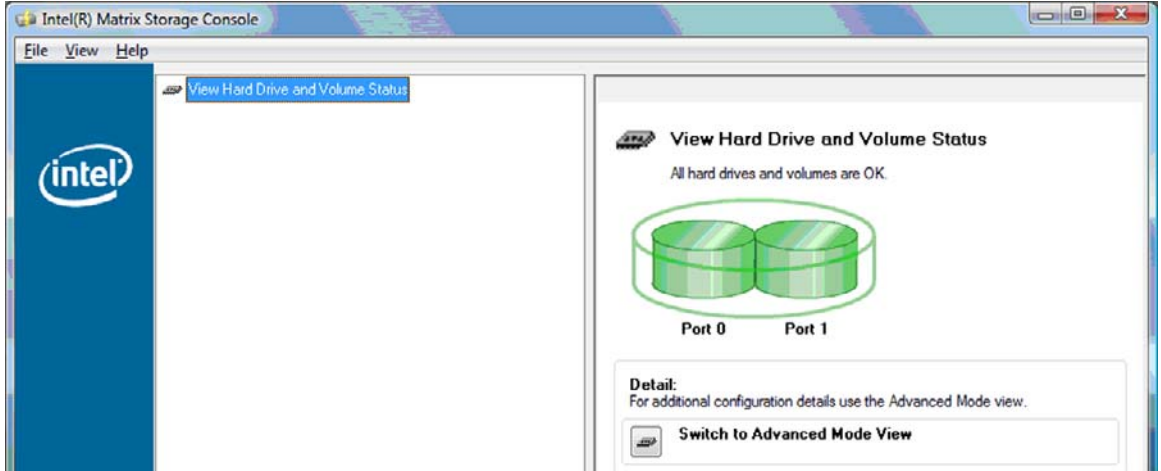 Intel(R) Matrix Storage Console
File View Help
View Hard Drive and Volume Status
intel
View Hard Drive and Volume Status
All hard drives and volumes are OK.
Port 0 Port 1
Detail:
For additional configuration details use the Advanced Mode view.
Switch to Advanced Mode View